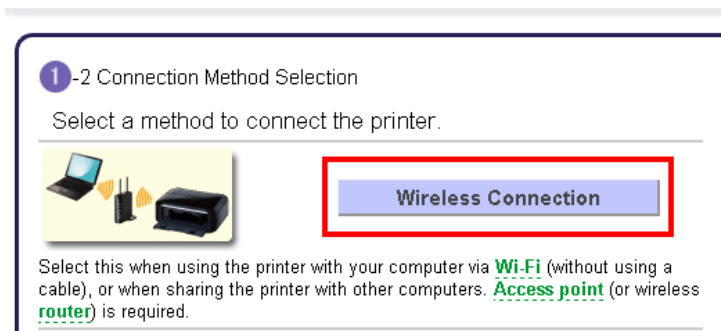 1-2 Connection Method Selection
Select a method to connect the printer.
Wireless Connection
Select this when using the printer with your computer via Wi-Fi (without using a
cable), or when sharing the printer with other computers. Access point (or wireless
router) is required.